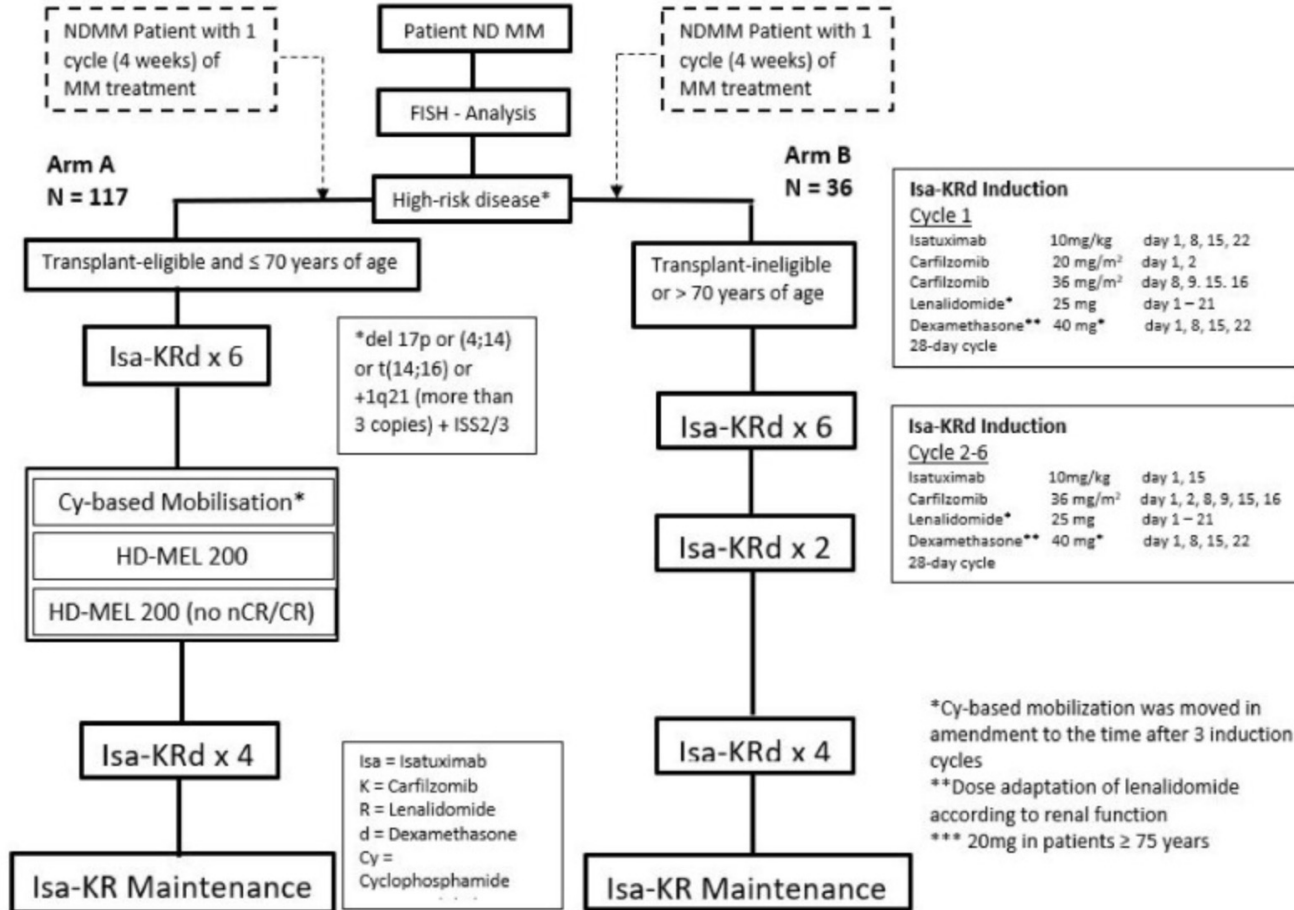 NDMM Patient with 1
cycle (4 weeks) of
MM treatment
Patient ND MM
NDMM Patient with 1
cycle (4 weeks) of
MM treatment
FISH - Analysis
Arm A
N = 117
High-risk disease*
Arm B
N = 36
Transplant-eligible and ≤ 70 years of age
Isa-KRd x 6
*del 17p or (4;14)
or t(14;16) or
+1q21 (more than
3 copies) + ISS2/3
Cy-based Mobilisation*
HD-MEL 200
HD-MEL 200 (no nCR/CR)
Isa-KRd x 4
Isa-KR Maintenance
Isa = Isatuximab
K = Carfilzomib
R = Lenalidomide
d = Dexamethasone
Cy =
Cyclophosphamide
Transplant-ineligible
or > 70 years of age
Isa-KRd x 6
Isa-KRd x 2
Isa-KRd x 4
Isa-KR Maintenance
Isa-KRd Induction
Cycle 1
Isatuximab 10mg/kg day 1, 8, 15, 22
Carfilzomib 20 mg/m² day 1, 2
Carfilzomib 36 mg/m² day 8, 9. 15. 16
Lenalidomide* 25 mg day 1 – 21
Dexamethasone** 40 mg* day 1, 8, 15, 22
28-day cycle
Isa-KRd Induction
Cycle 2-6
Isatuximab 10mg/kg day 1, 15
Carfilzomib 36 mg/m² day 1, 2, 8, 9, 15, 16
Lenalidomide* 25 mg day 1 – 21
Dexamethasone** 40 mg* day 1, 8, 15, 22
28-day cycle
*Cy-based mobilization was moved in
amendment to the time after 3 induction
cycles
**Dose adaptation of lenalidomide
according to renal function
*** 20mg in patients ≥ 75 years